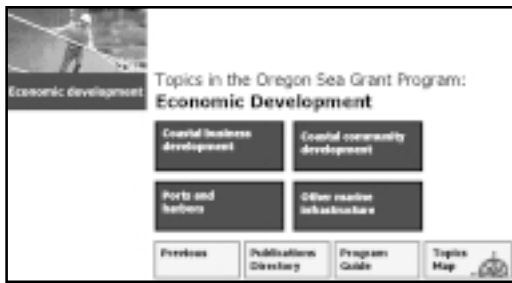 Economic development
Topics in the Oregon Sea Grant Program:
Economic Development
Coastal business
development
Coastal community
development
Ports and
harbors
Other marine
infrastructure
Previous
Publications
Directory
Program
Guide
Topics
Map